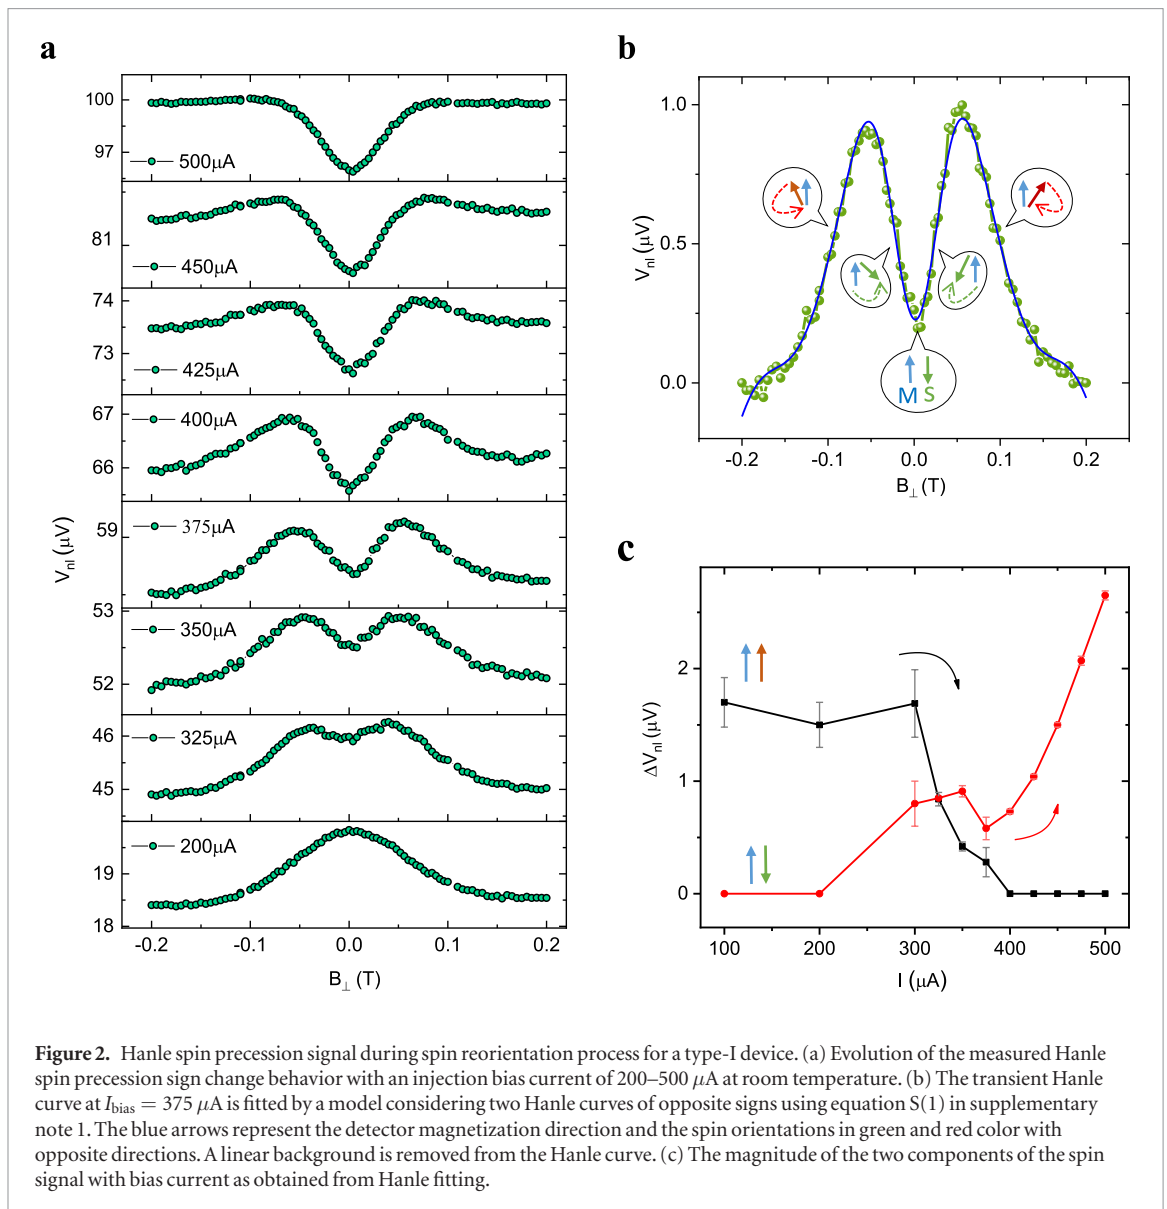 a
100
97
500μA
81
450μA
74
73
425μA
67
66
400μA
59
375μA
53
52
350μA
46
45
325μA
19
18
200μA
V_nl (μV)
-0.2 -0.1 0.0 0.1 0.2
B_⊥ (T)
b
1.0
0.5
0.0
V_nl (μV)
M S
-0.2 -0.1 0.0 0.1 0.2
B_⊥ (T)
c
2
1
0
ΔV_nl (μV)
100 200 300 400 500
I (μA)
Figure 2. Hanle spin precession signal during spin reorientation process for a type-I device. (a) Evolution of the measured Hanle
spin precession sign change behavior with an injection bias current of 200–500 μA at room temperature. (b) The transient Hanle
curve at I_bias = 375 μA is fitted by a model considering two Hanle curves of opposite signs using equation S(1) in supplementary
note 1. The blue arrows represent the detector magnetization direction and the spin orientations in green and red color with
opposite directions. A linear background is removed from the Hanle curve. (c) The magnitude of the two components of the spin
signal with bias current as obtained from Hanle fitting.